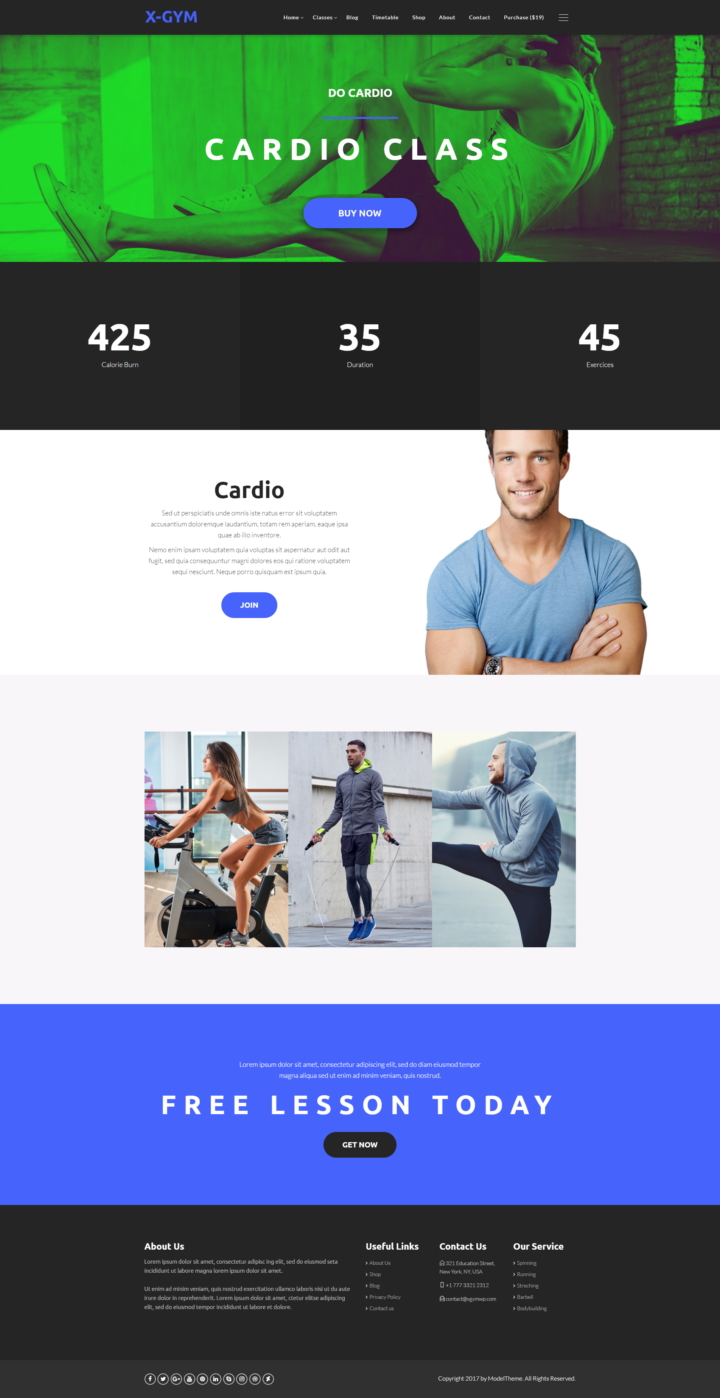 X-GYM
Home Classes Blog Timetable Shop About Contact Purchase ($19)
DO CARDIO
CARDIO CLASS
BUY NOW
425
Calorie Burn
35
Duration
45
Exercices
Cardio
Sed ut perspiciatis unde omnis iste natus error sit voluptatem
accusantium doloremque laudantium, totam rem aperiam, eaque ipsa
quae ab illo inventore.
Nemo enim ipsam voluptatem quia voluptas sit aspernatur aut odit aut
fugit, sed quia consequuntur magni dolores eos qui ratione voluptatem
sequi nesciunt. Neque porro quisquam est ipsum quia.
JOIN
Lorem ipsum dolor sit amet, consectetur adipiscing elit, sed do diam eiusmod tempor
magna aliqua sed ut enim ad minim veniam, quis nostrud.
FREE LESSON TODAY
GET NOW
About Us
Lorem ipsum dolor sit amet, consectetur adipisc ing elit, sed do eiusmod seta
incididunt ut labore magna lorem ipsum dolor sit amet.
Ut enim ad minim veniam, quis nostrud exercitation ullamco laboris nisi ut du aute
irure dolor in reprehenderit. Lorem ipsum dolor sit amet, ctetur elitse adipiscing
elit, sed do eiusmod tempor incididunt ut labore et dolore.
Useful Links
About Us
Shop
Blog
Privacy Policy
Contact us
Contact Us
321 Education Street,
New York, NY, USA
+1 777 3321 2312
contact@xgymwp.com
Our Service
Spinning
Running
Streching
Barbell
Bodybuilding
Copyright 2017 by ModelTheme. All Rights Reserved.